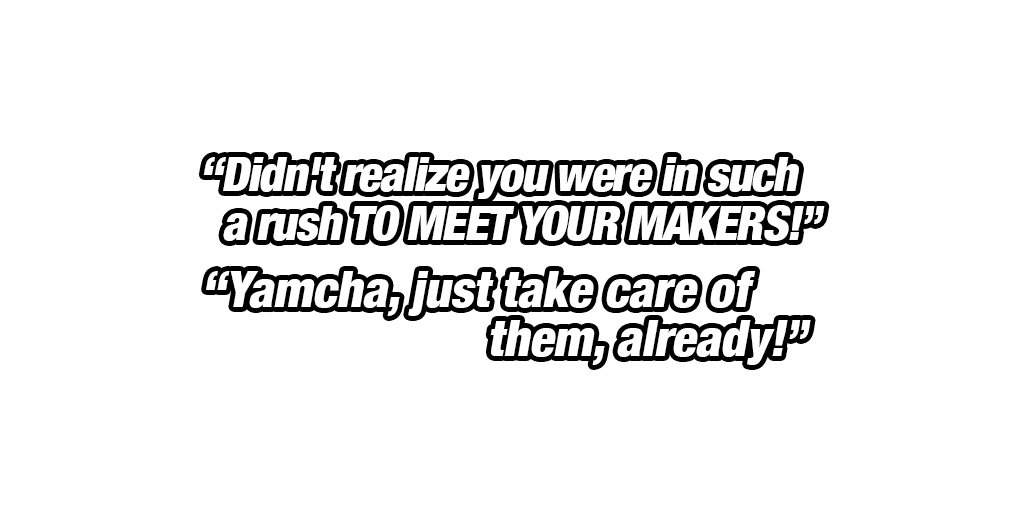 “Didn't realize you were in such
a rush TO MEET YOUR MAKERS!”
“Yamcha, just take care of
them, already!”